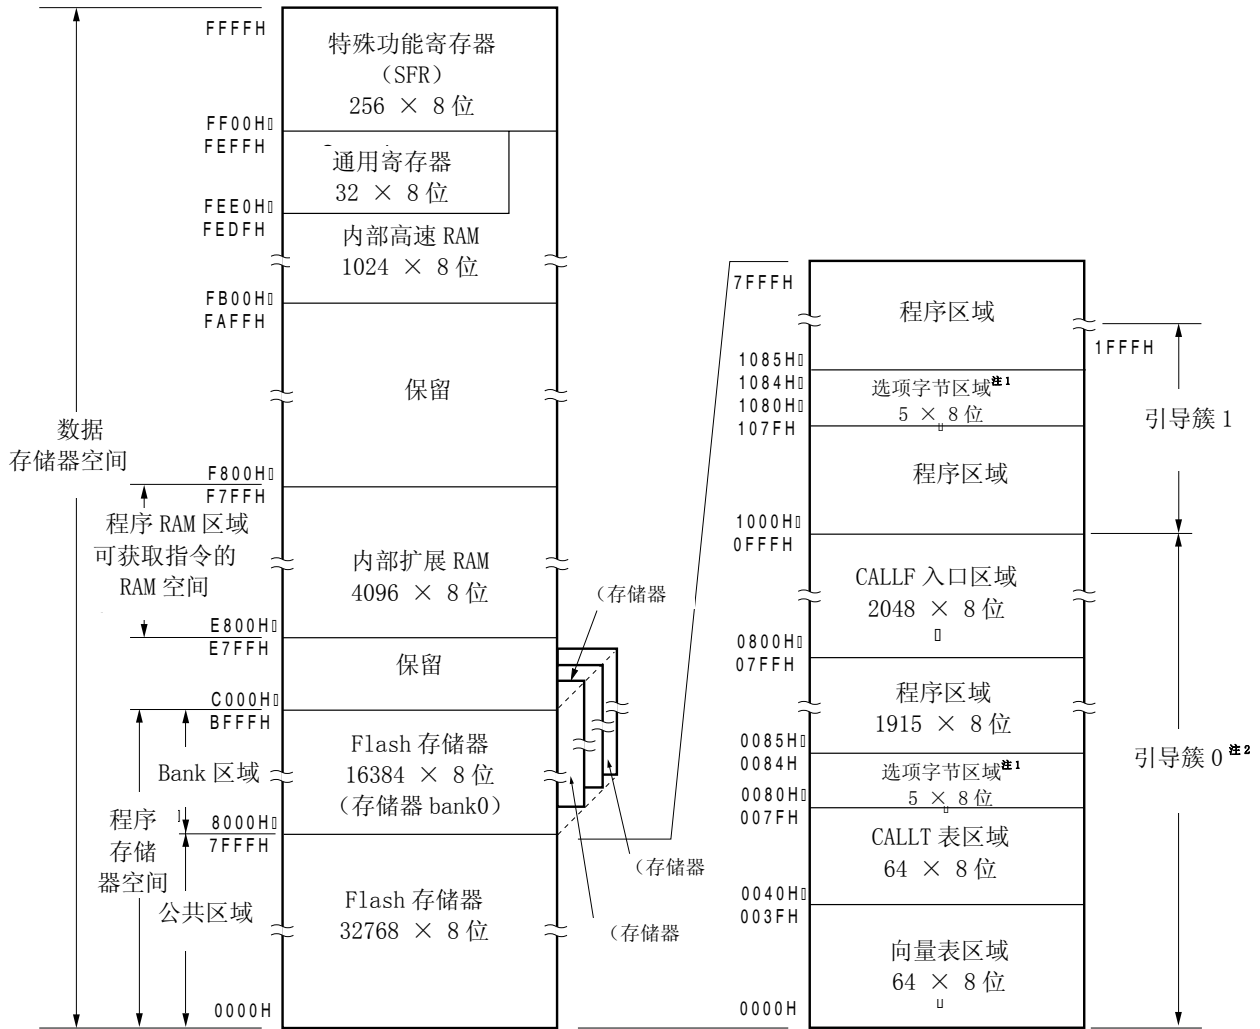 FFFFH
特殊功能寄存器
（SFR）
256 × 8 位
FF00H
FEFFH
通用寄存器
32 × 8 位
FEE0H
FEDFH
内部高速 RAM
1024 × 8 位
FB00H
FAFFH
保留
数据
存储器空间
F800H
F7FFH
程序 RAM 区域
可获取指令的
RAM 空间
内部扩展 RAM
4096 × 8 位
E800H
E7FFH
保留
C000H
BFFFH
Flash 存储器
16384 × 8 位
（存储器 bank0）
Bank 区域
8000H
7FFFH
程序
存储
器空间
公共区域
Flash 存储器
32768 × 8 位
0000H
（存储器
（存储器
（存储器
7FFFH
程序区域
1FFFH
1085H
1084H
选项字节区域注1
5 × 8 位
1080H
107FH
引导簇 1
程序区域
1000H
0FFFH
CALLF 入口区域
2048 × 8 位
0800H
07FFH
程序区域
1915 × 8 位
0085H
0084H
选项字节区域注1
5 × 8 位
0080H
007FH
引导簇 0 注2
CALLT 表区域
64 × 8 位
0040H
003FH
向量表区域
64 × 8 位
0000H